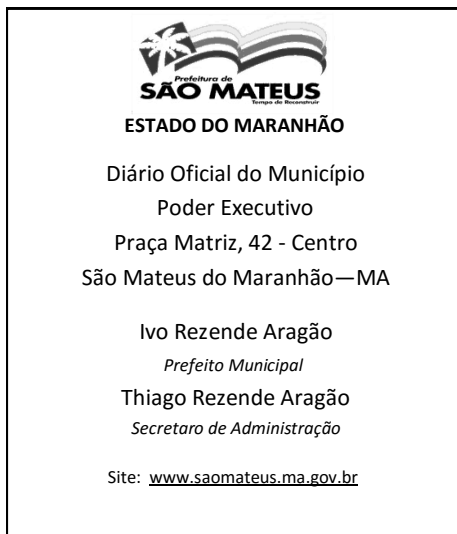 Prefeitura de
SÃO MATEUS
Tempo de Reconstruir
ESTADO DO MARANHÃO
Diário Oficial do Município
Poder Executivo
Praça Matriz, 42 - Centro
São Mateus do Maranhão—MA
Ivo Rezende Aragão
Prefeito Municipal
Thiago Rezende Aragão
Secretaro de Administração
Site: www.saomateus.ma.gov.br